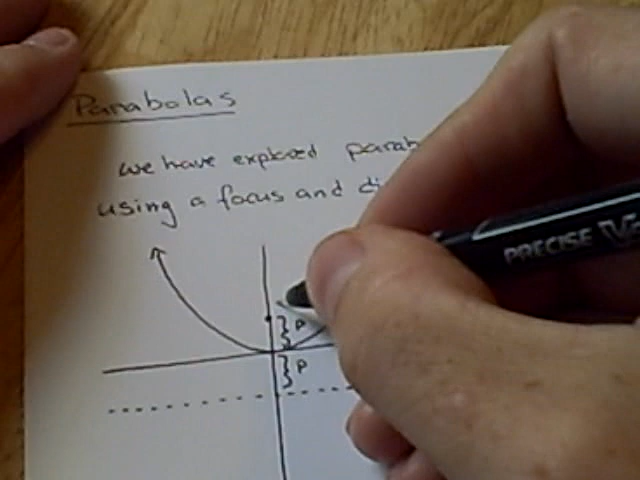 Parabolas
we have explored parab
using a focus and di
p
p
PRECISE V